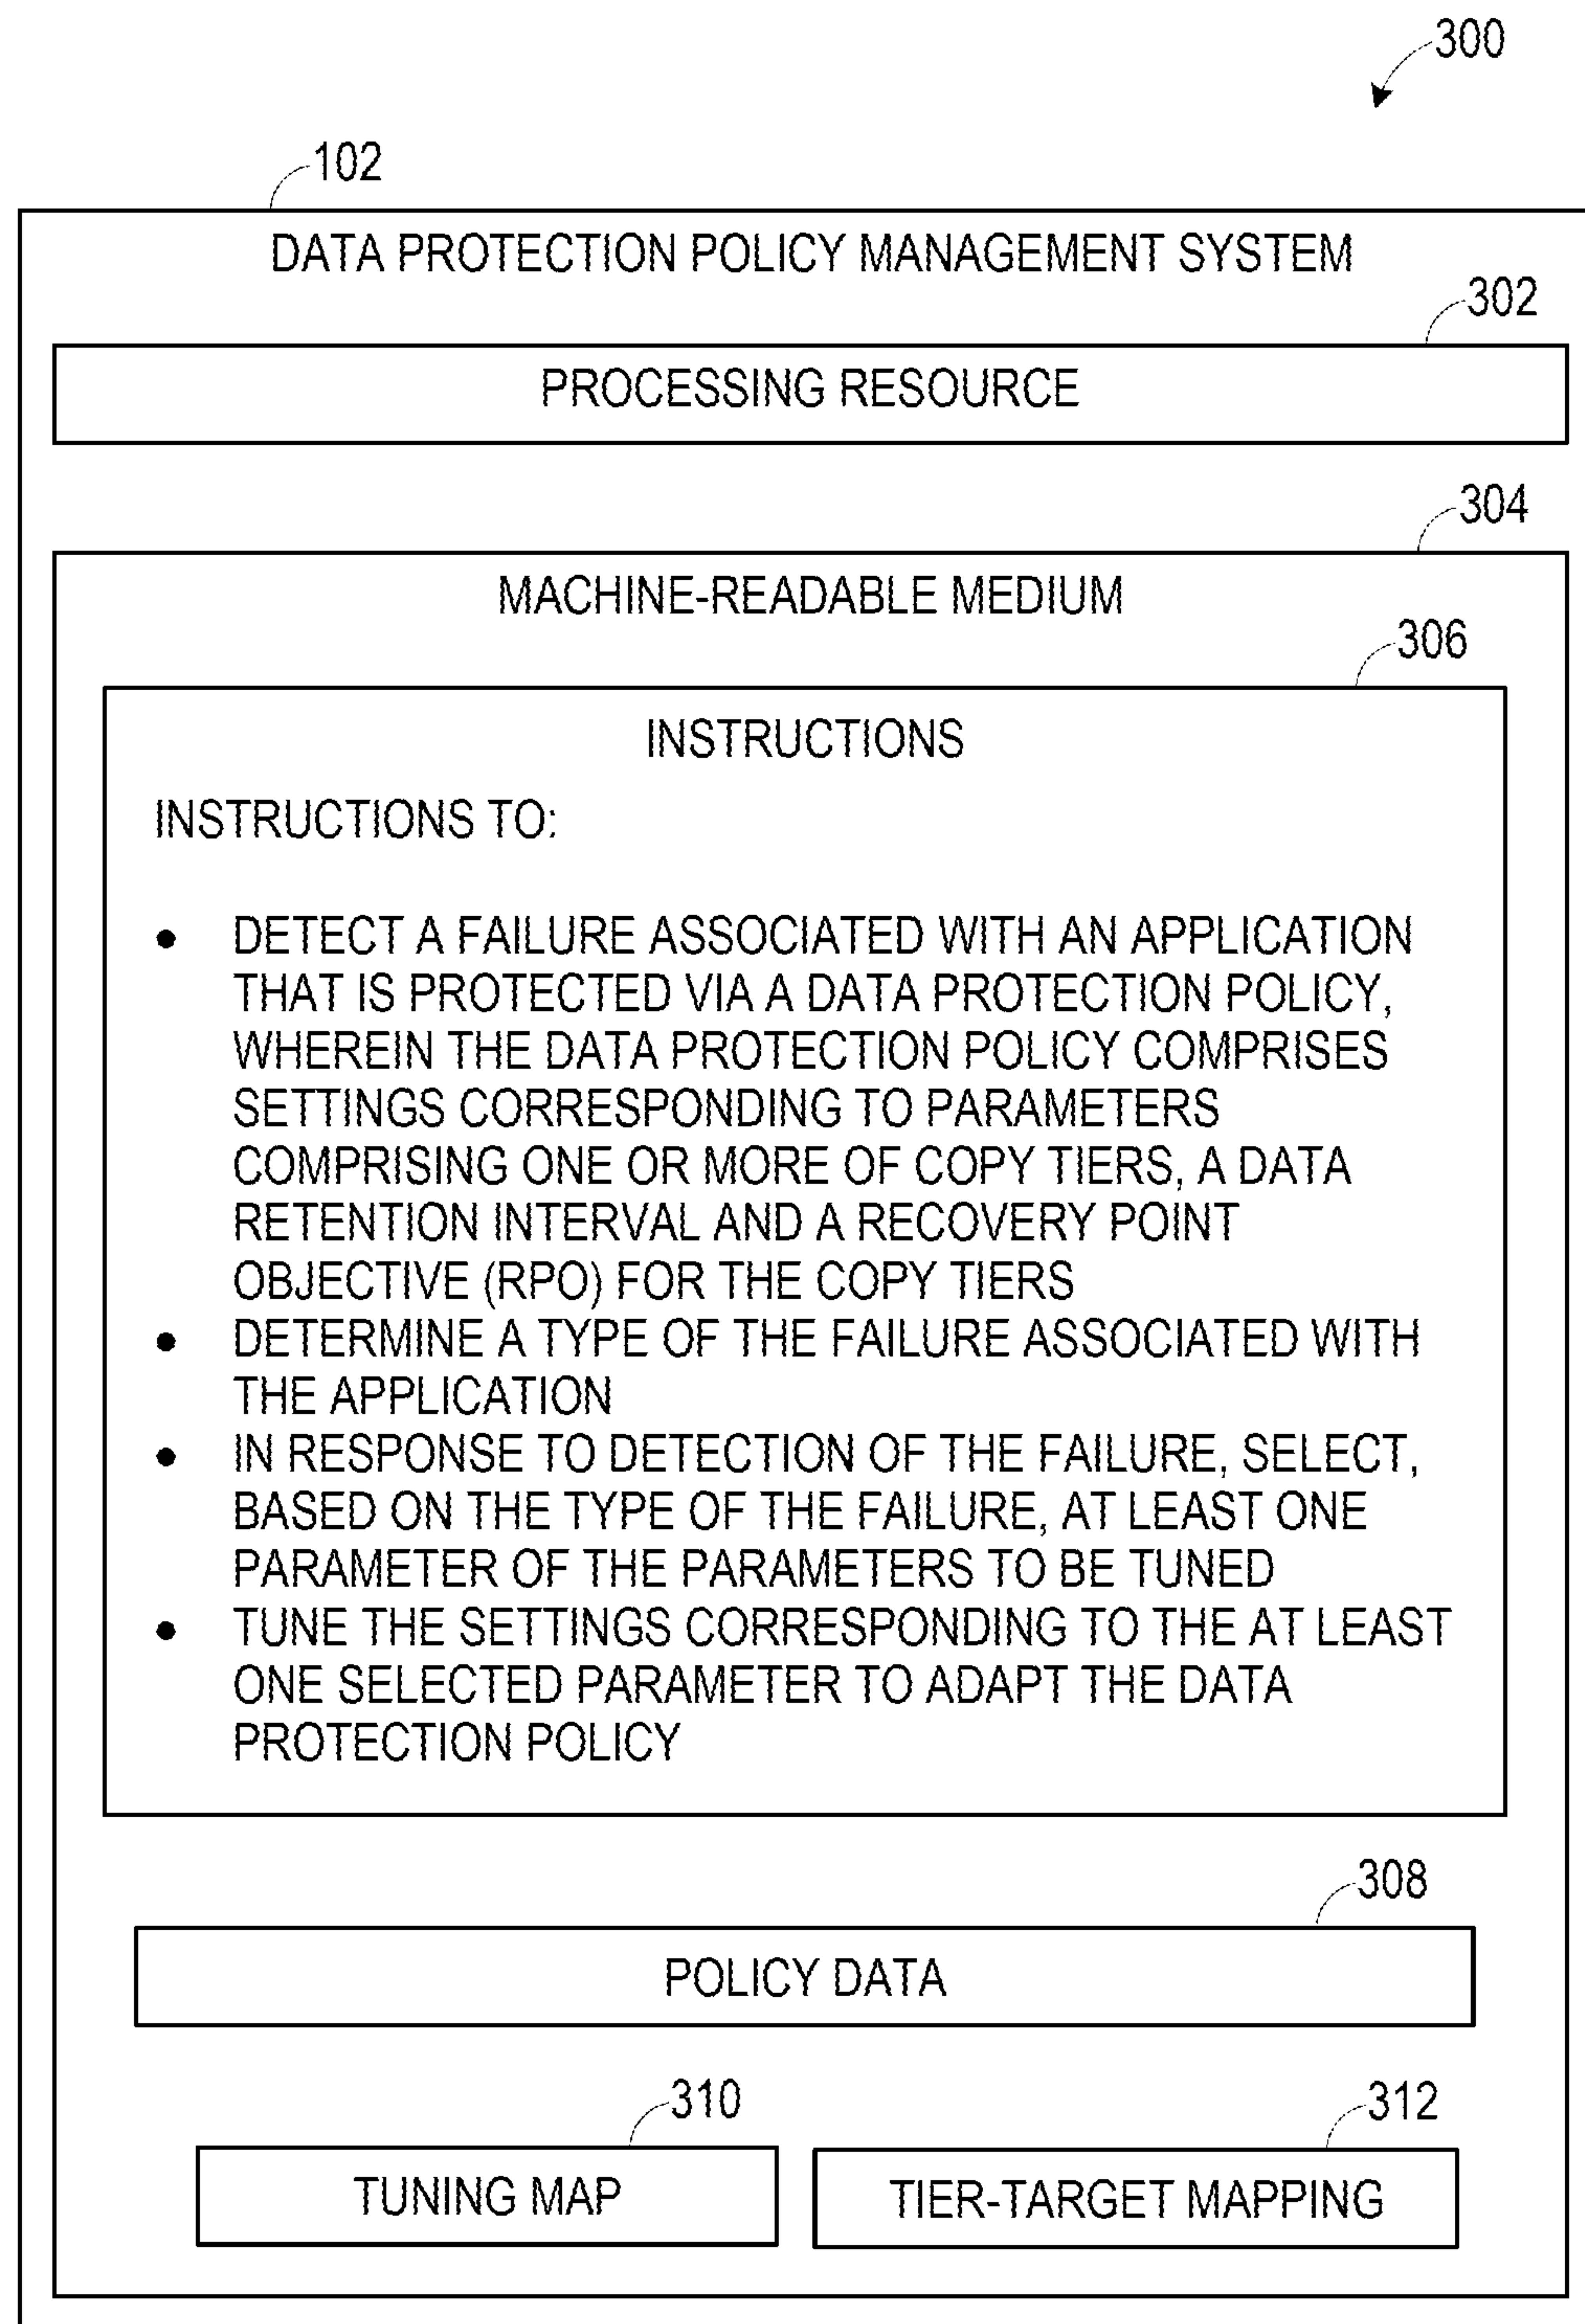 300
102
DATA PROTECTION POLICY MANAGEMENT SYSTEM
302
PROCESSING RESOURCE
304
MACHINE-READABLE MEDIUM
306
INSTRUCTIONS
INSTRUCTIONS TO:
• DETECT A FAILURE ASSOCIATED WITH AN APPLICATION
THAT IS PROTECTED VIA A DATA PROTECTION POLICY,
WHEREIN THE DATA PROTECTION POLICY COMPRISES
SETTINGS CORRESPONDING TO PARAMETERS
COMPRISING ONE OR MORE OF COPY TIERS, A DATA
RETENTION INTERVAL AND A RECOVERY POINT
OBJECTIVE (RPO) FOR THE COPY TIERS
• DETERMINE A TYPE OF THE FAILURE ASSOCIATED WITH
THE APPLICATION
• IN RESPONSE TO DETECTION OF THE FAILURE, SELECT,
BASED ON THE TYPE OF THE FAILURE, AT LEAST ONE
PARAMETER OF THE PARAMETERS TO BE TUNED
• TUNE THE SETTINGS CORRESPONDING TO THE AT LEAST
ONE SELECTED PARAMETER TO ADAPT THE DATA
PROTECTION POLICY
308
POLICY DATA
310
TUNING MAP
312
TIER-TARGET MAPPING